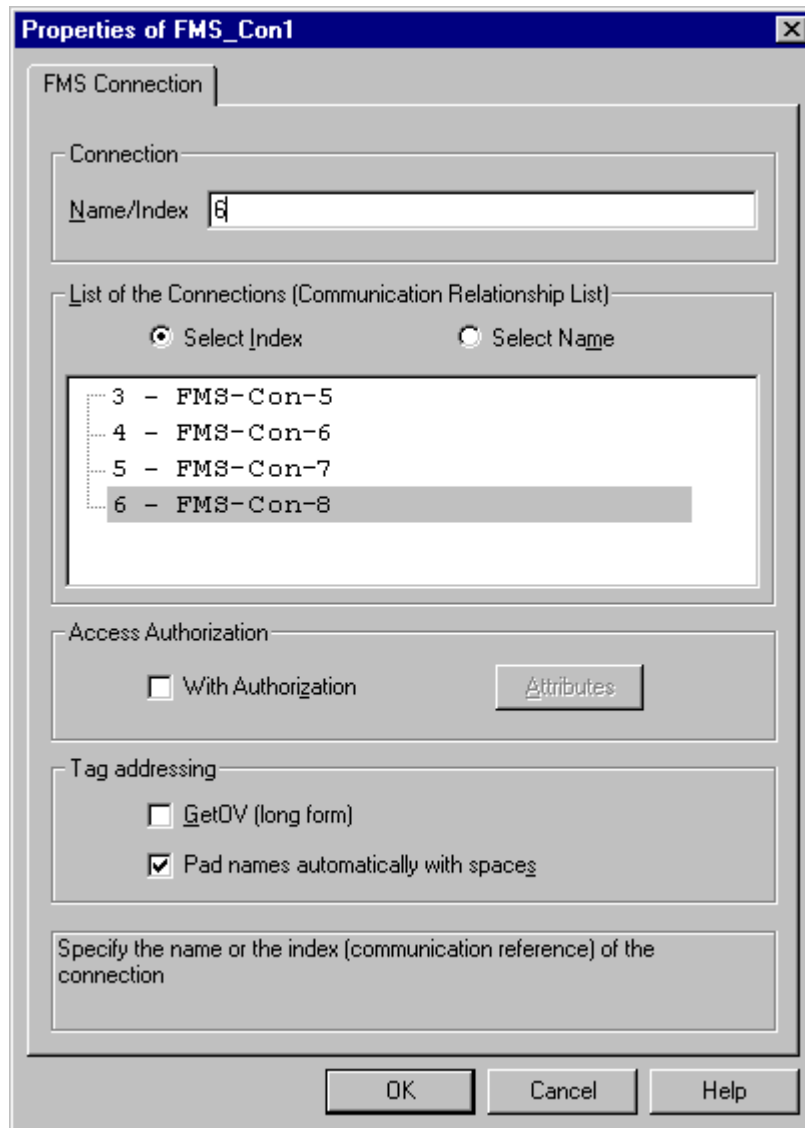 Properties of FMS_Con1
FMS Connection
Connection
Name/Index 6
List of the Connections (Communication Relationship List)
Select Index Select Name
3 - FMS-Con-5
4 - FMS-Con-6
5 - FMS-Con-7
6 - FMS-Con-8
Access Authorization
With Authorization Attributes
Tag addressing
GetOV (long form)
Pad names automatically with spaces
Specify the name or the index (communication reference) of the
connection
OK Cancel Help